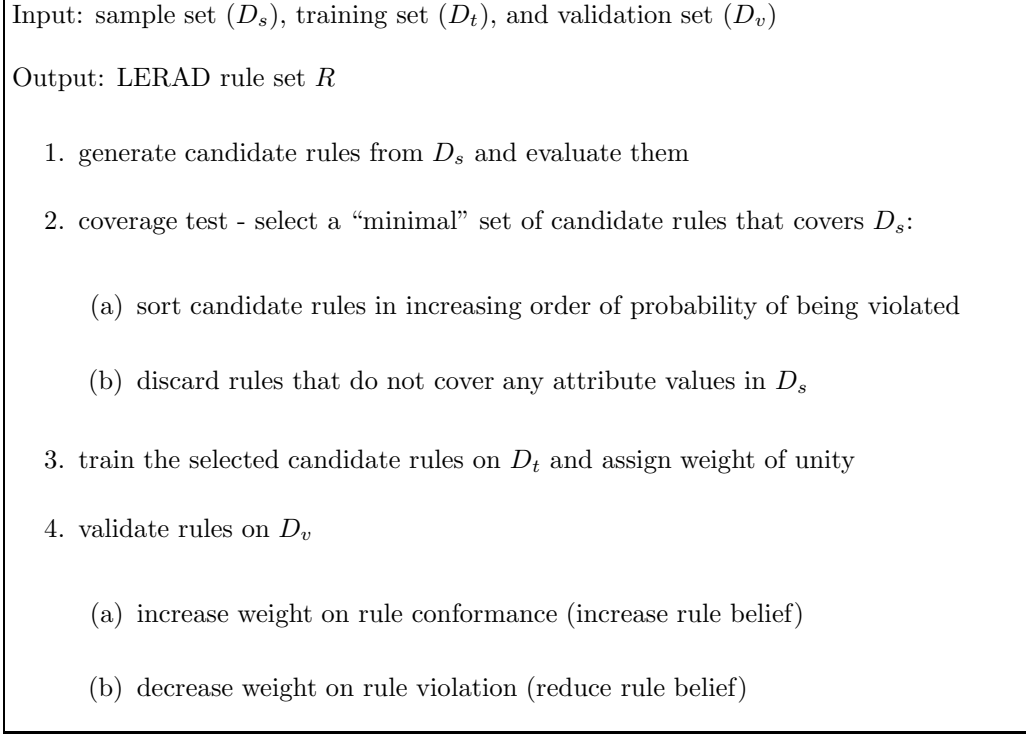 Input: sample set (D_s), training set (D_t), and validation set (D_v)
Output: LERAD rule set R
1. generate candidate rules from D_s and evaluate them
2. coverage test - select a “minimal” set of candidate rules that covers D_s:
(a) sort candidate rules in increasing order of probability of being violated
(b) discard rules that do not cover any attribute values in D_s
3. train the selected candidate rules on D_t and assign weight of unity
4. validate rules on D_v
(a) increase weight on rule conformance (increase rule belief)
(b) decrease weight on rule violation (reduce rule belief)